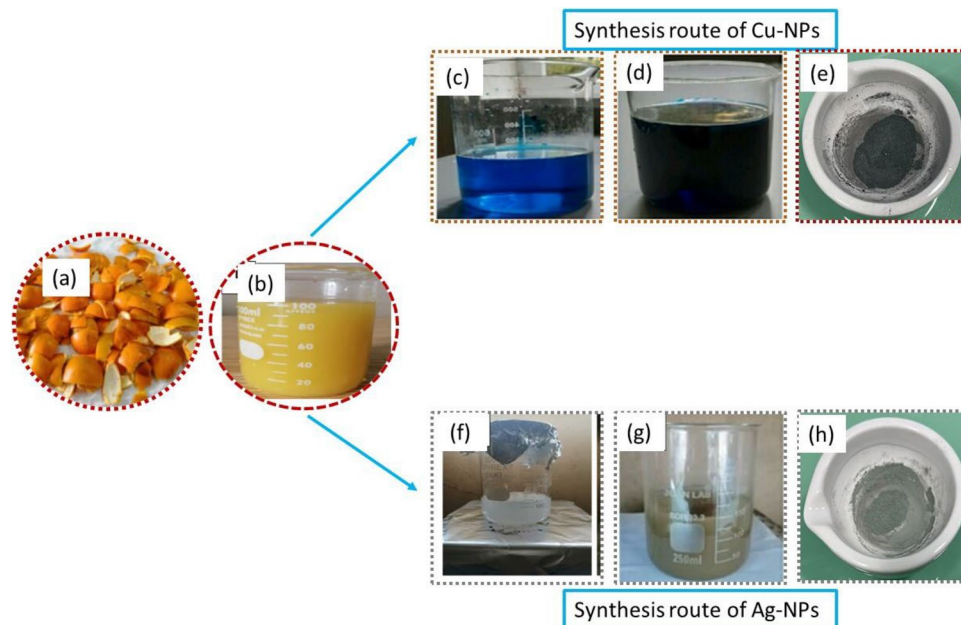 Synthesis route of Cu-NPs
(c)
(d)
(e)
(a)
(b)
100
80
60
40
20
(f)
(g)
(h)
250ml
Synthesis route of Ag-NPs